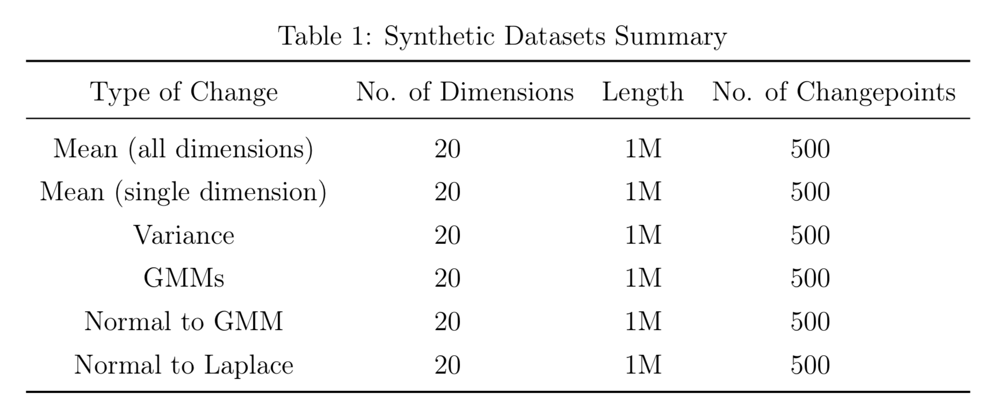 Table 1: Synthetic Datasets Summary
Type of Change No. of Dimensions Length No. of Changepoints
Mean (all dimensions) 20 1M 500
Mean (single dimension) 20 1M 500
Variance 20 1M 500
GMMs 20 1M 500
Normal to GMM 20 1M 500
Normal to Laplace 20 1M 500